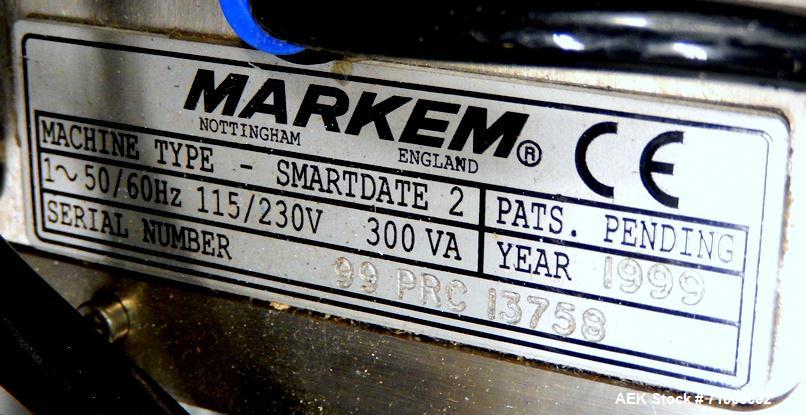 MARKEM®
NOTTINGHAM ENGLAND
CE
MACHINE TYPE - SMARTDATE 2
PATS. PENDING
1~ 50/60Hz 115/230V 300 VA
YEAR 1999
SERIAL NUMBER 99 PRC 13758
AEK Stock #